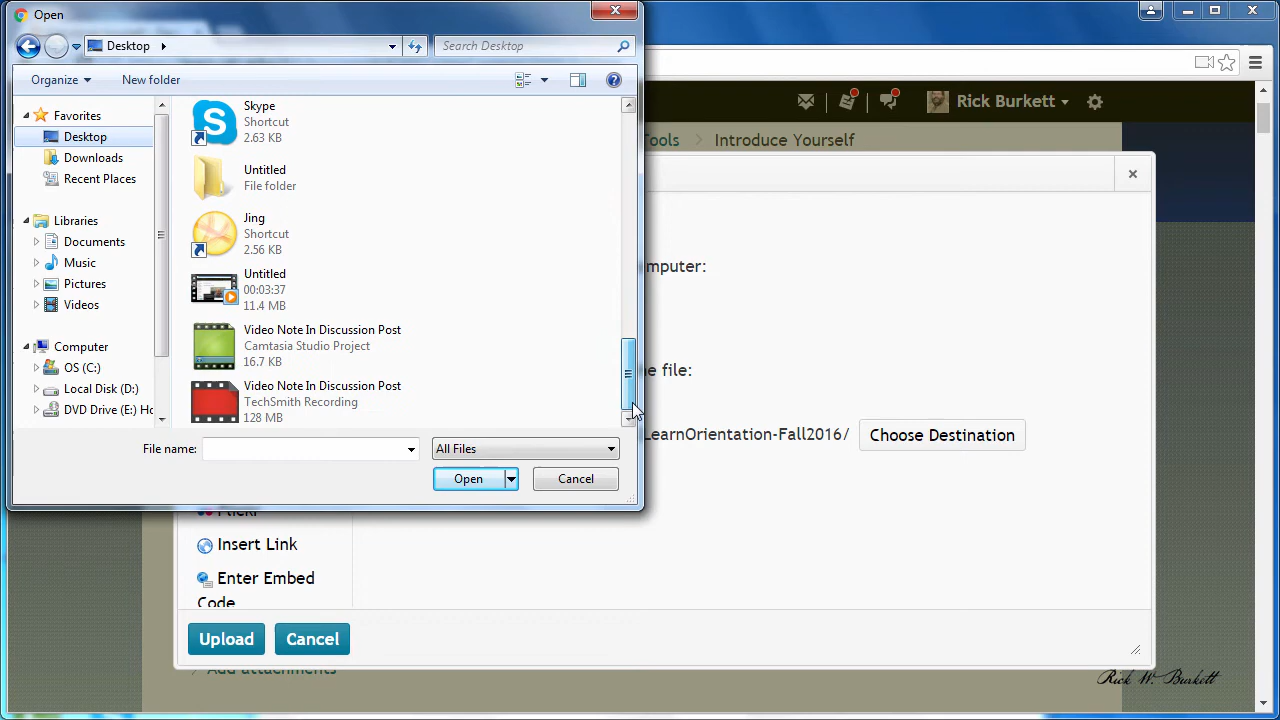 Open
Desktop
Search Desktop
Organize
New folder
Favorites
Desktop
Downloads
Recent Places
Libraries
Documents
Music
Pictures
Videos
Computer
OS (C:)
Local Disk (D:)
DVD Drive (E:) Hc
Skype
Shortcut
2.63 KB
Untitled
File folder
Jing
Shortcut
2.56 KB
Untitled
00:03:37
11.4 MB
Video Note In Discussion Post
Camtasia Studio Project
16.7 KB
Video Note In Discussion Post
TechSmith Recording
128 MB
File name:
All Files
Open
Cancel
Rick Burkett
Tools
Introduce Yourself
mputer:
e file:
LearnOrientation-Fall2016/
Choose Destination
Insert Link
Enter Embed
Code
Upload
Cancel
Add attachments
Rick W. Burkett